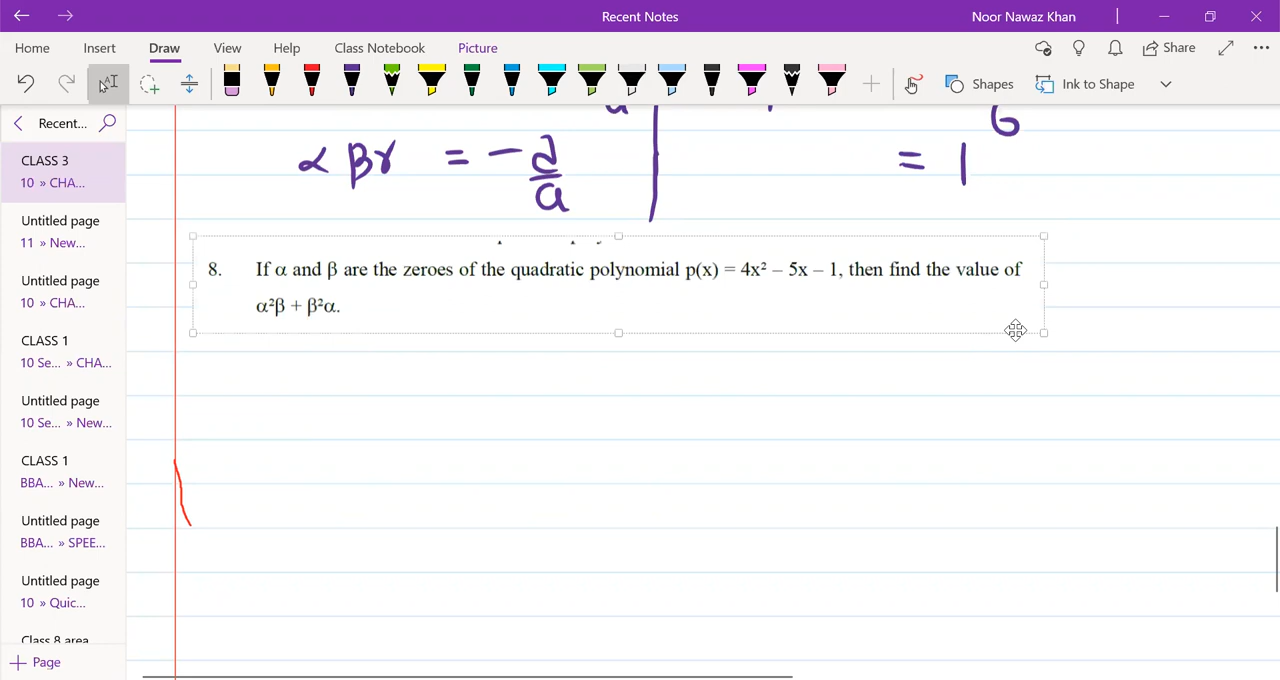 Recent Notes
Noor Nawaz Khan
Home Insert Draw View Help Class Notebook Picture
Share
Shapes
Ink to Shape
Recent...
CLASS 3
10 » CHA...
Untitled page
11 » New...
Untitled page
10 » CHA...
CLASS 1
10 Se... » CHA...
Untitled page
10 Se... » New...
CLASS 1
BBA... » New...
Untitled page
BBA... » SPEE...
Untitled page
10 » Quic...
Class 8 area
Page
6
α β γ = - d/a
= 1
8. If α and β are the zeroes of the quadratic polynomial p(x) = 4x² – 5x – 1, then find the value of
α²β + β²α.